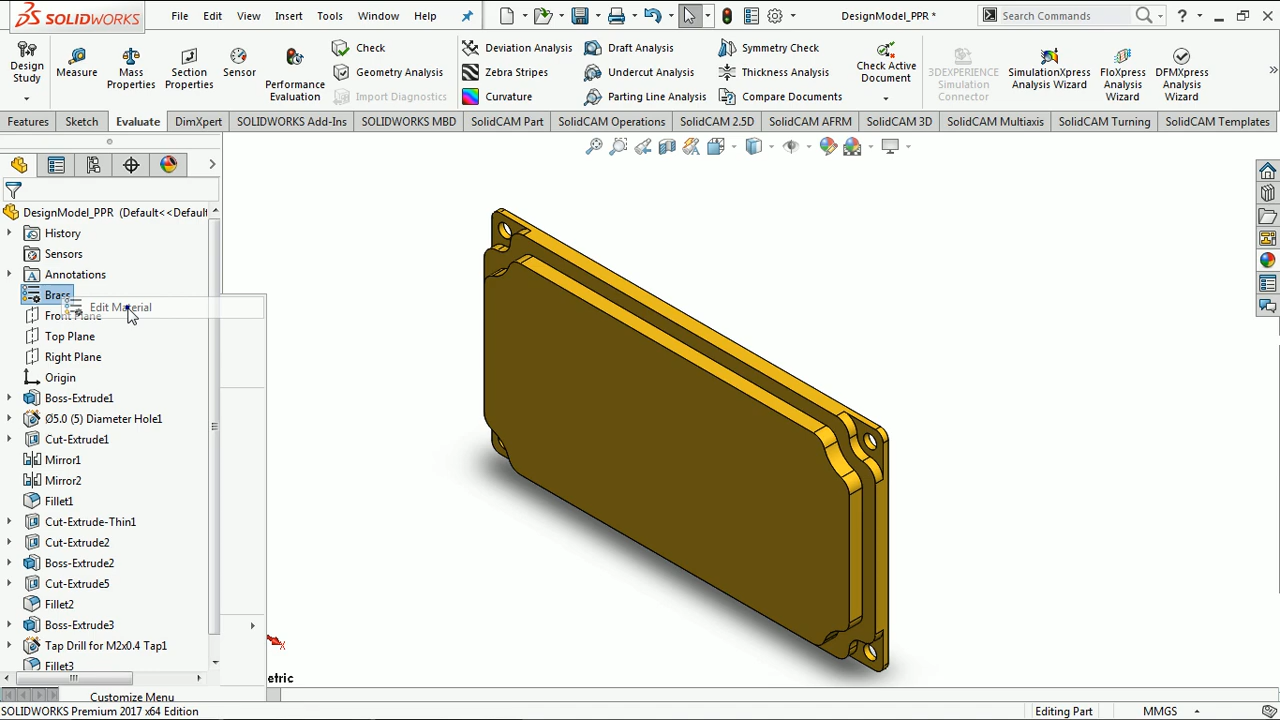 SOLIDWORKS File Edit View Insert Tools Window Help DesignModel_PPR * Search Commands ?
Design Study
Measure
Mass Properties
Section Properties
Sensor
Performance Evaluation
Check
Geometry Analysis
Import Diagnostics
Deviation Analysis
Zebra Stripes
Curvature
Draft Analysis
Undercut Analysis
Parting Line Analysis
Symmetry Check
Thickness Analysis
Compare Documents
Check Active Document
3DEXPERIENCE Simulation Connector
SimulationXpress Analysis Wizard
FloXpress Analysis Wizard
DFMXpress Analysis Wizard
Features Sketch Evaluate DimXpert SOLIDWORKS Add-Ins SOLIDWORKS MBD SolidCAM Part SolidCAM Operations SolidCAM 2.5D SolidCAM AFRM SolidCAM 3D SolidCAM Multiaxis SolidCAM Turning SolidCAM Templates
DesignModel_PPR (Default<<Default
History
Sensors
Annotations
Brass
Edit Material
Front Plane
Top Plane
Right Plane
Origin
Boss-Extrude1
Ø5.0 (5) Diameter Hole1
Cut-Extrude1
Mirror1
Mirror2
Fillet1
Cut-Extrude-Thin1
Cut-Extrude2
Boss-Extrude2
Cut-Extrude5
Fillet2
Boss-Extrude3
Tap Drill for M2x0.4 Tap1
Fillet3
X
etric
Customize Menu
SOLIDWORKS Premium 2017 x64 Edition Editing Part MMGS